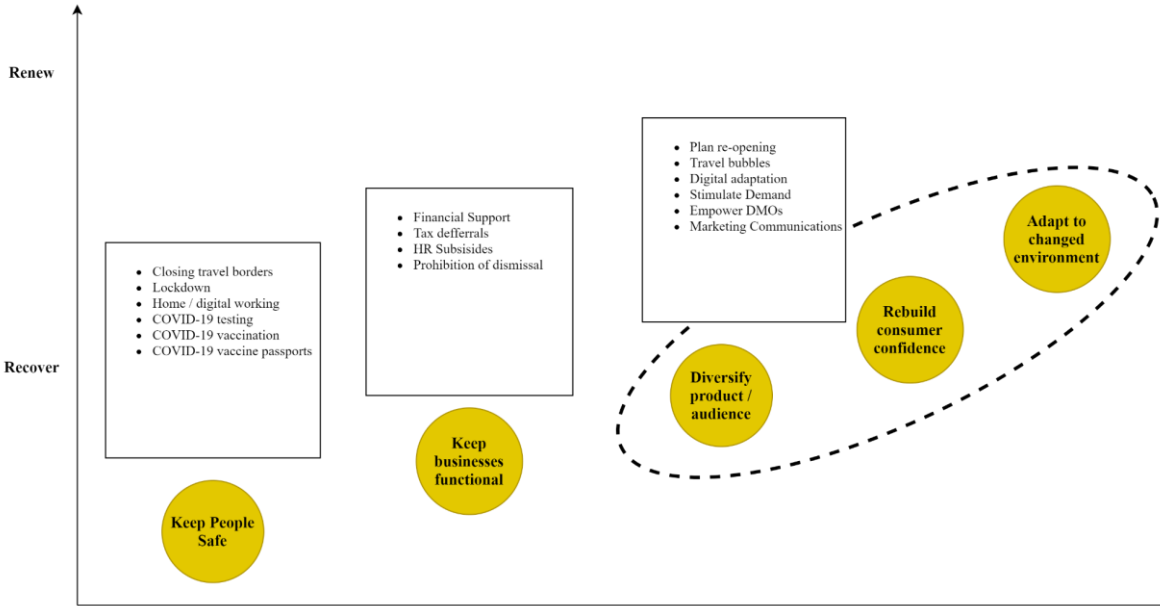 Renew
Recover
Closing travel borders
Lockdown
Home / digital working
COVID-19 testing
COVID-19 vaccination
COVID-19 vaccine passports
Keep People
Safe
Financial Support
Tax defferrals
HR Subsisides
Prohibition of dismissal
Keep
businesses
functional
Plan re-opening
Travel bubbles
Digital adaptation
Stimulate Demand
Empower DMOs
Marketing Communications
Diversify
product /
audience
Rebuild
consumer
confidence
Adapt to
changed
environment